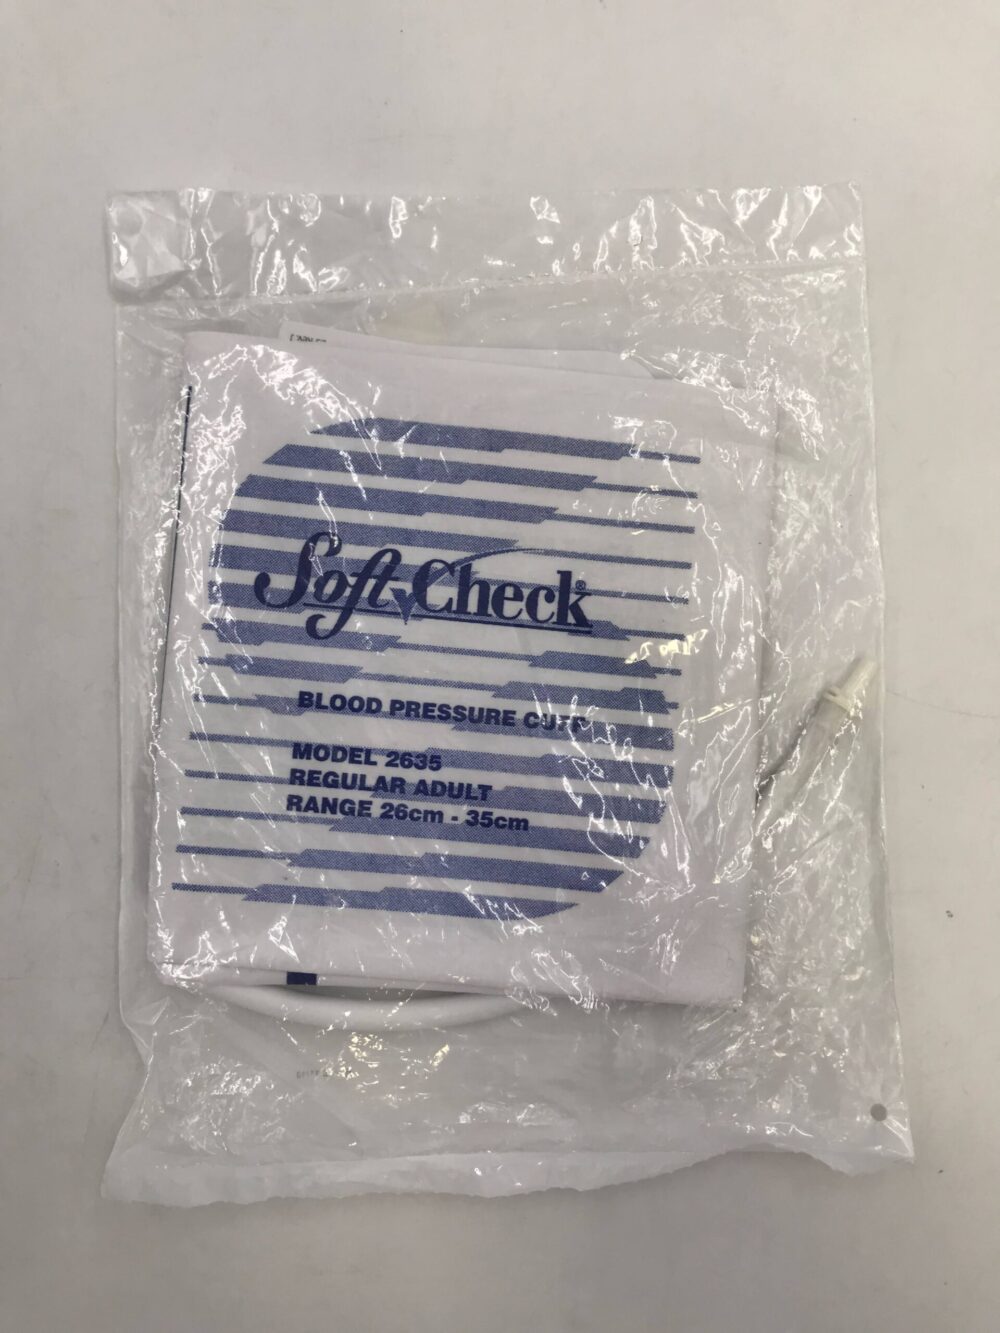 Soft Check®
BLOOD PRESSURE CUFF
MODEL 2635
REGULAR ADULT
RANGE 26cm - 35cm